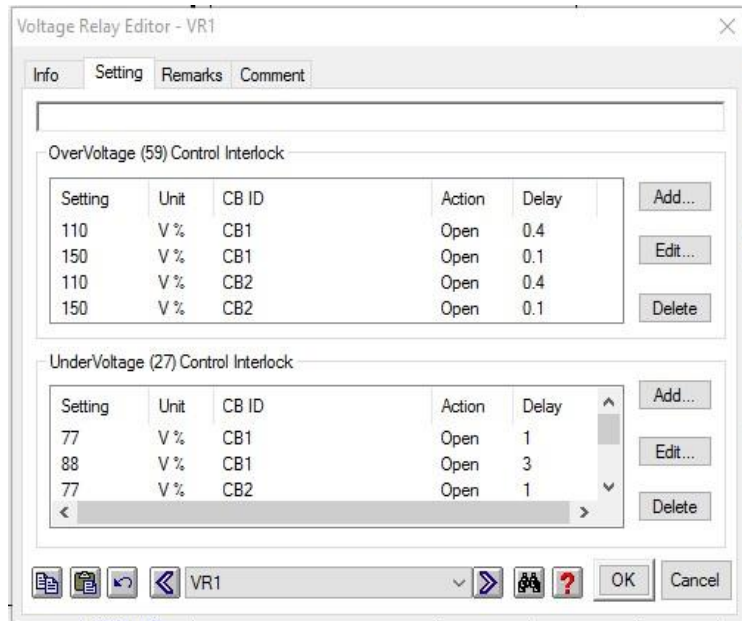 Voltage Relay Editor - VR1
Info Setting Remarks Comment
OverVoltage (59) Control Interlock
Setting Unit CB ID Action Delay
110 V % CB1 Open 0.4
150 V % CB1 Open 0.1
110 V % CB2 Open 0.4
150 V % CB2 Open 0.1
Add...
Edit...
Delete
UnderVoltage (27) Control Interlock
Setting Unit CB ID Action Delay
77 V % CB1 Open 1
88 V % CB1 Open 3
77 V % CB2 Open 1
Add...
Edit...
Delete
VR1 ? OK Cancel